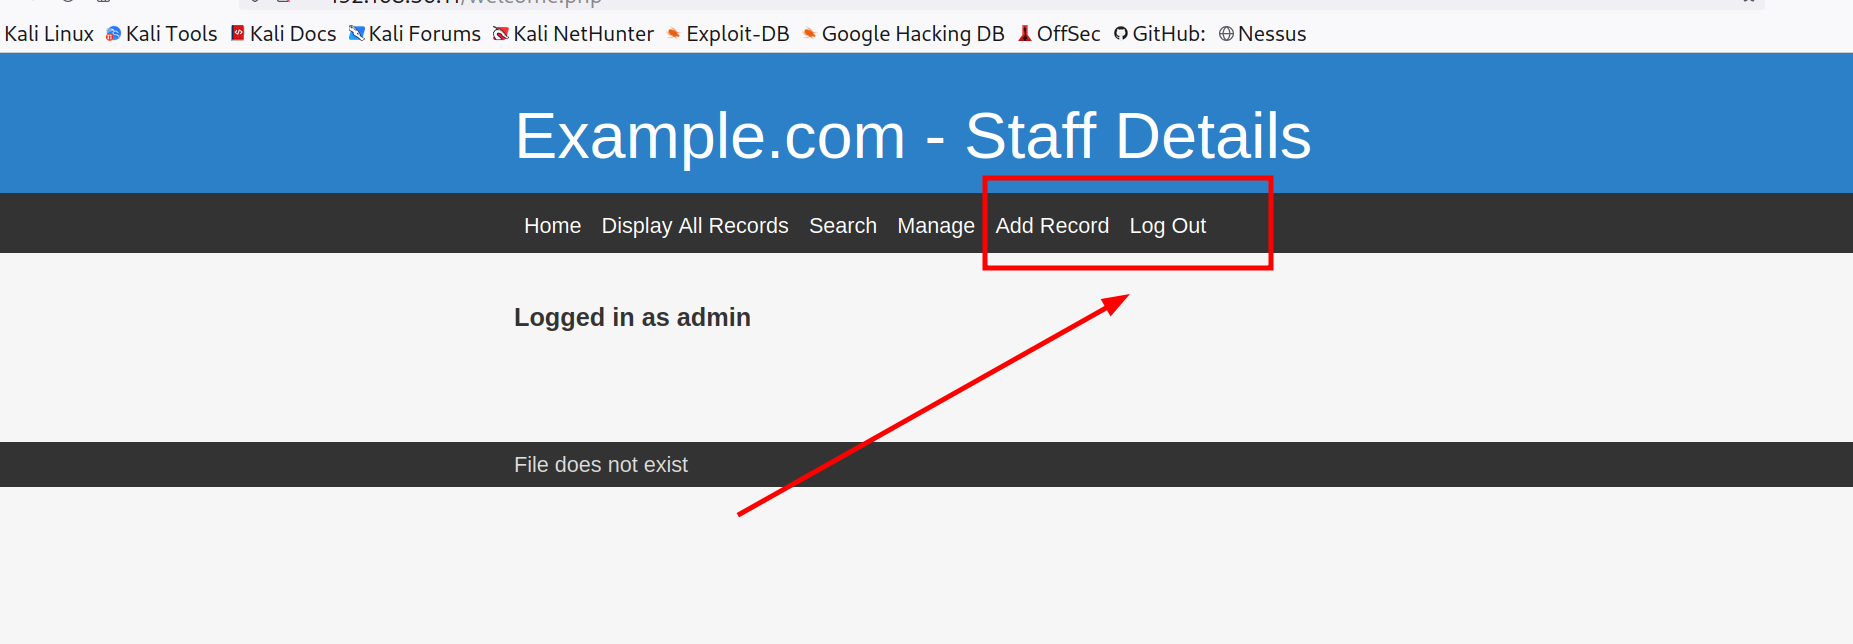 /welcome.php
Kali Linux Kali Tools Kali Docs Kali Forums Kali NetHunter Exploit-DB Google Hacking DB OffSec GitHub: Nessus
Example.com - Staff Details
Home Display All Records Search Manage Add Record Log Out
Logged in as admin
File does not exist